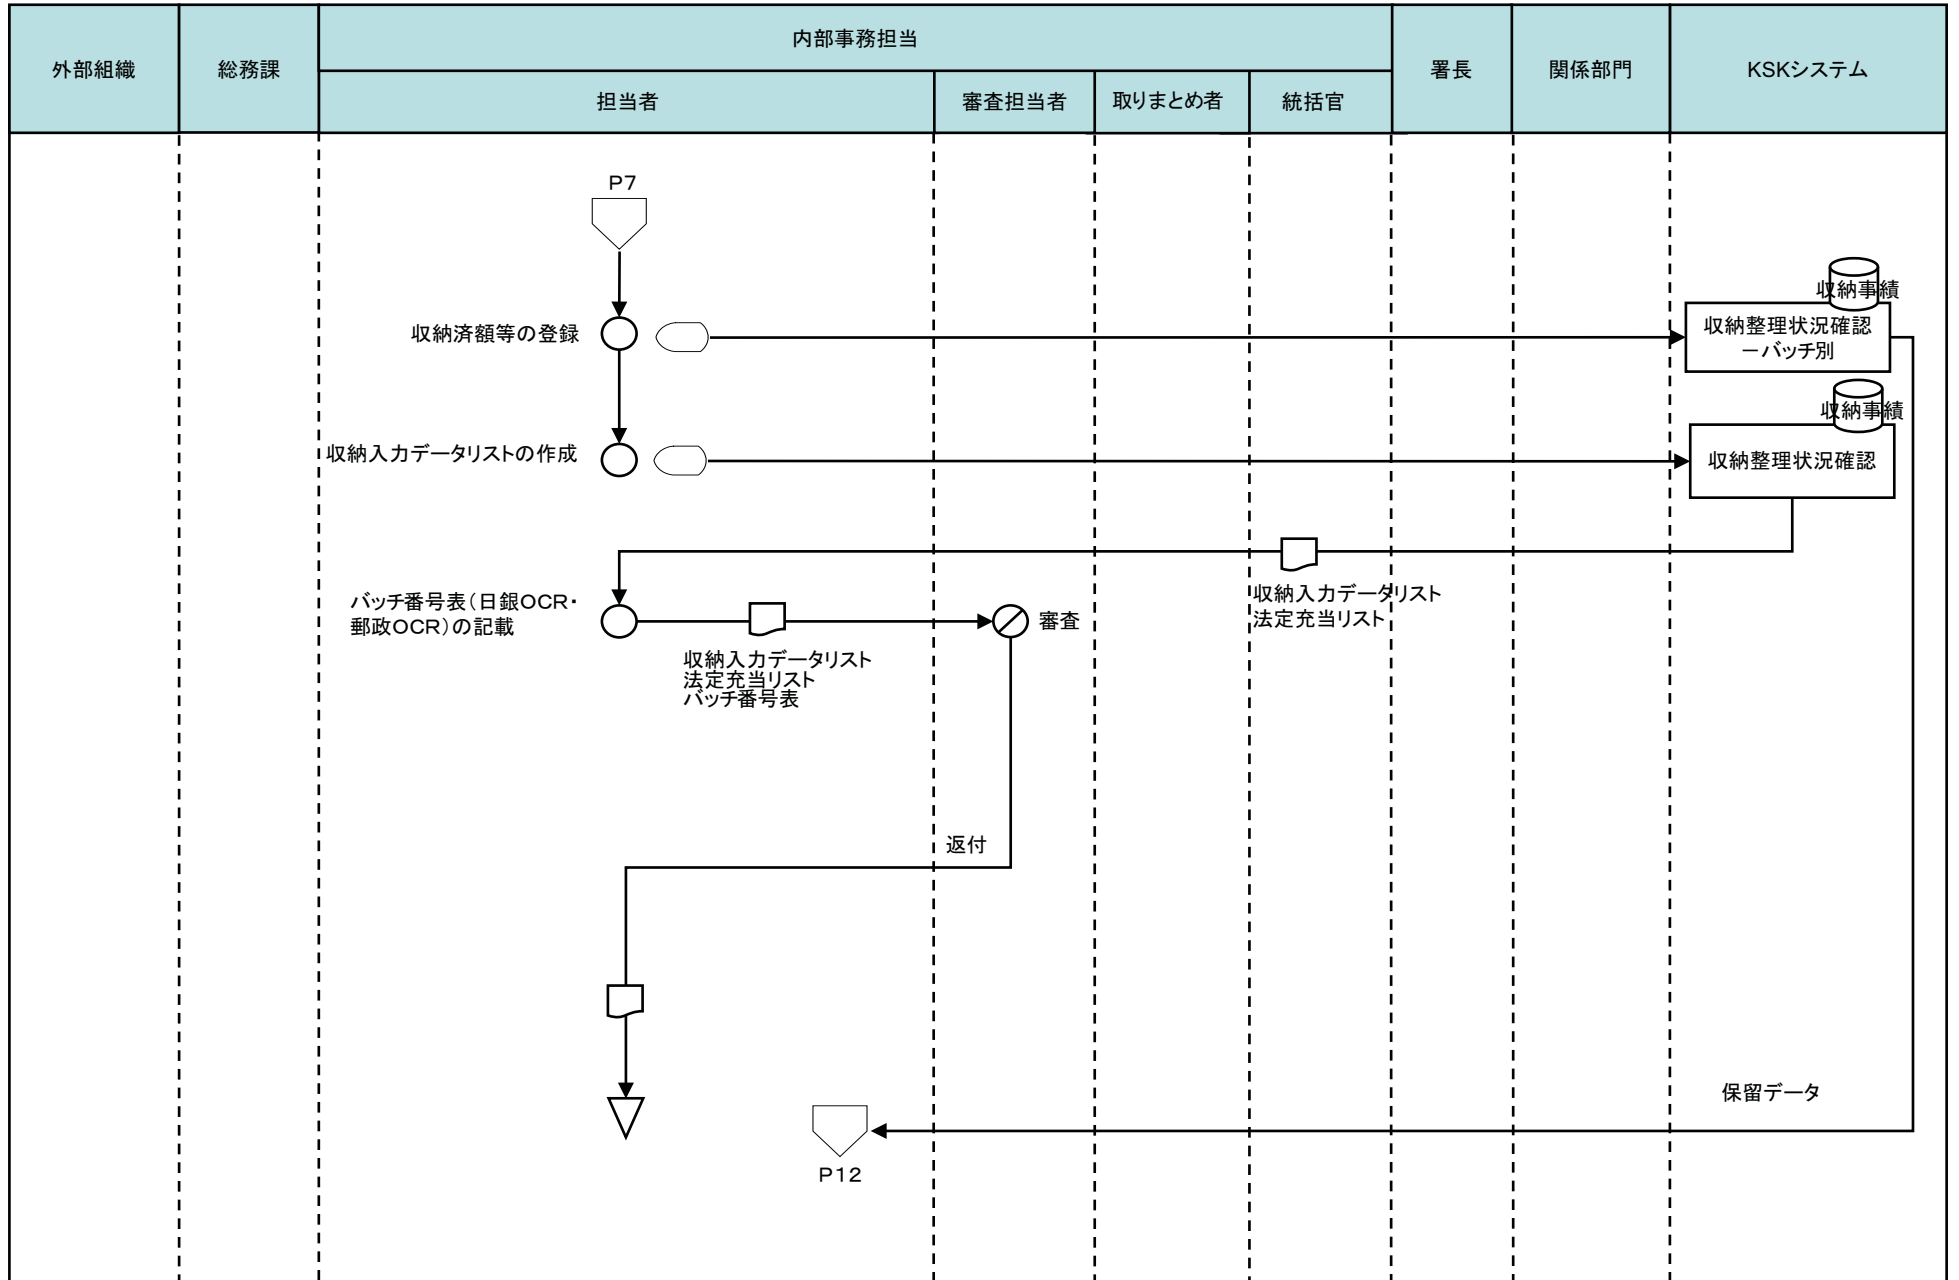 外部組織
総務課
内部事務担当
担当者
審査担当者
取りまとめ者
統括官
署長
関係部門
KSKシステム
P7
収納済額等の登録
収納事績
収納整理状況確認
－バッチ別
収納入力データリストの作成
収納事績
収納整理状況確認
バッチ番号表（日銀OCR・
郵政OCR）の記載
収納入力データリスト
法定充当リスト
バッチ番号表
審査
収納入力データリスト
法定充当リスト
返付
保留データ
P12